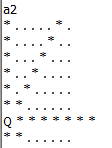 a2
* . . . . . * .
* . . . . * . .
* . . . * . . .
* . . * . . . .
* . * . . . . .
* * . . . . . .
Q * * * * * * *
* * . . . . . .